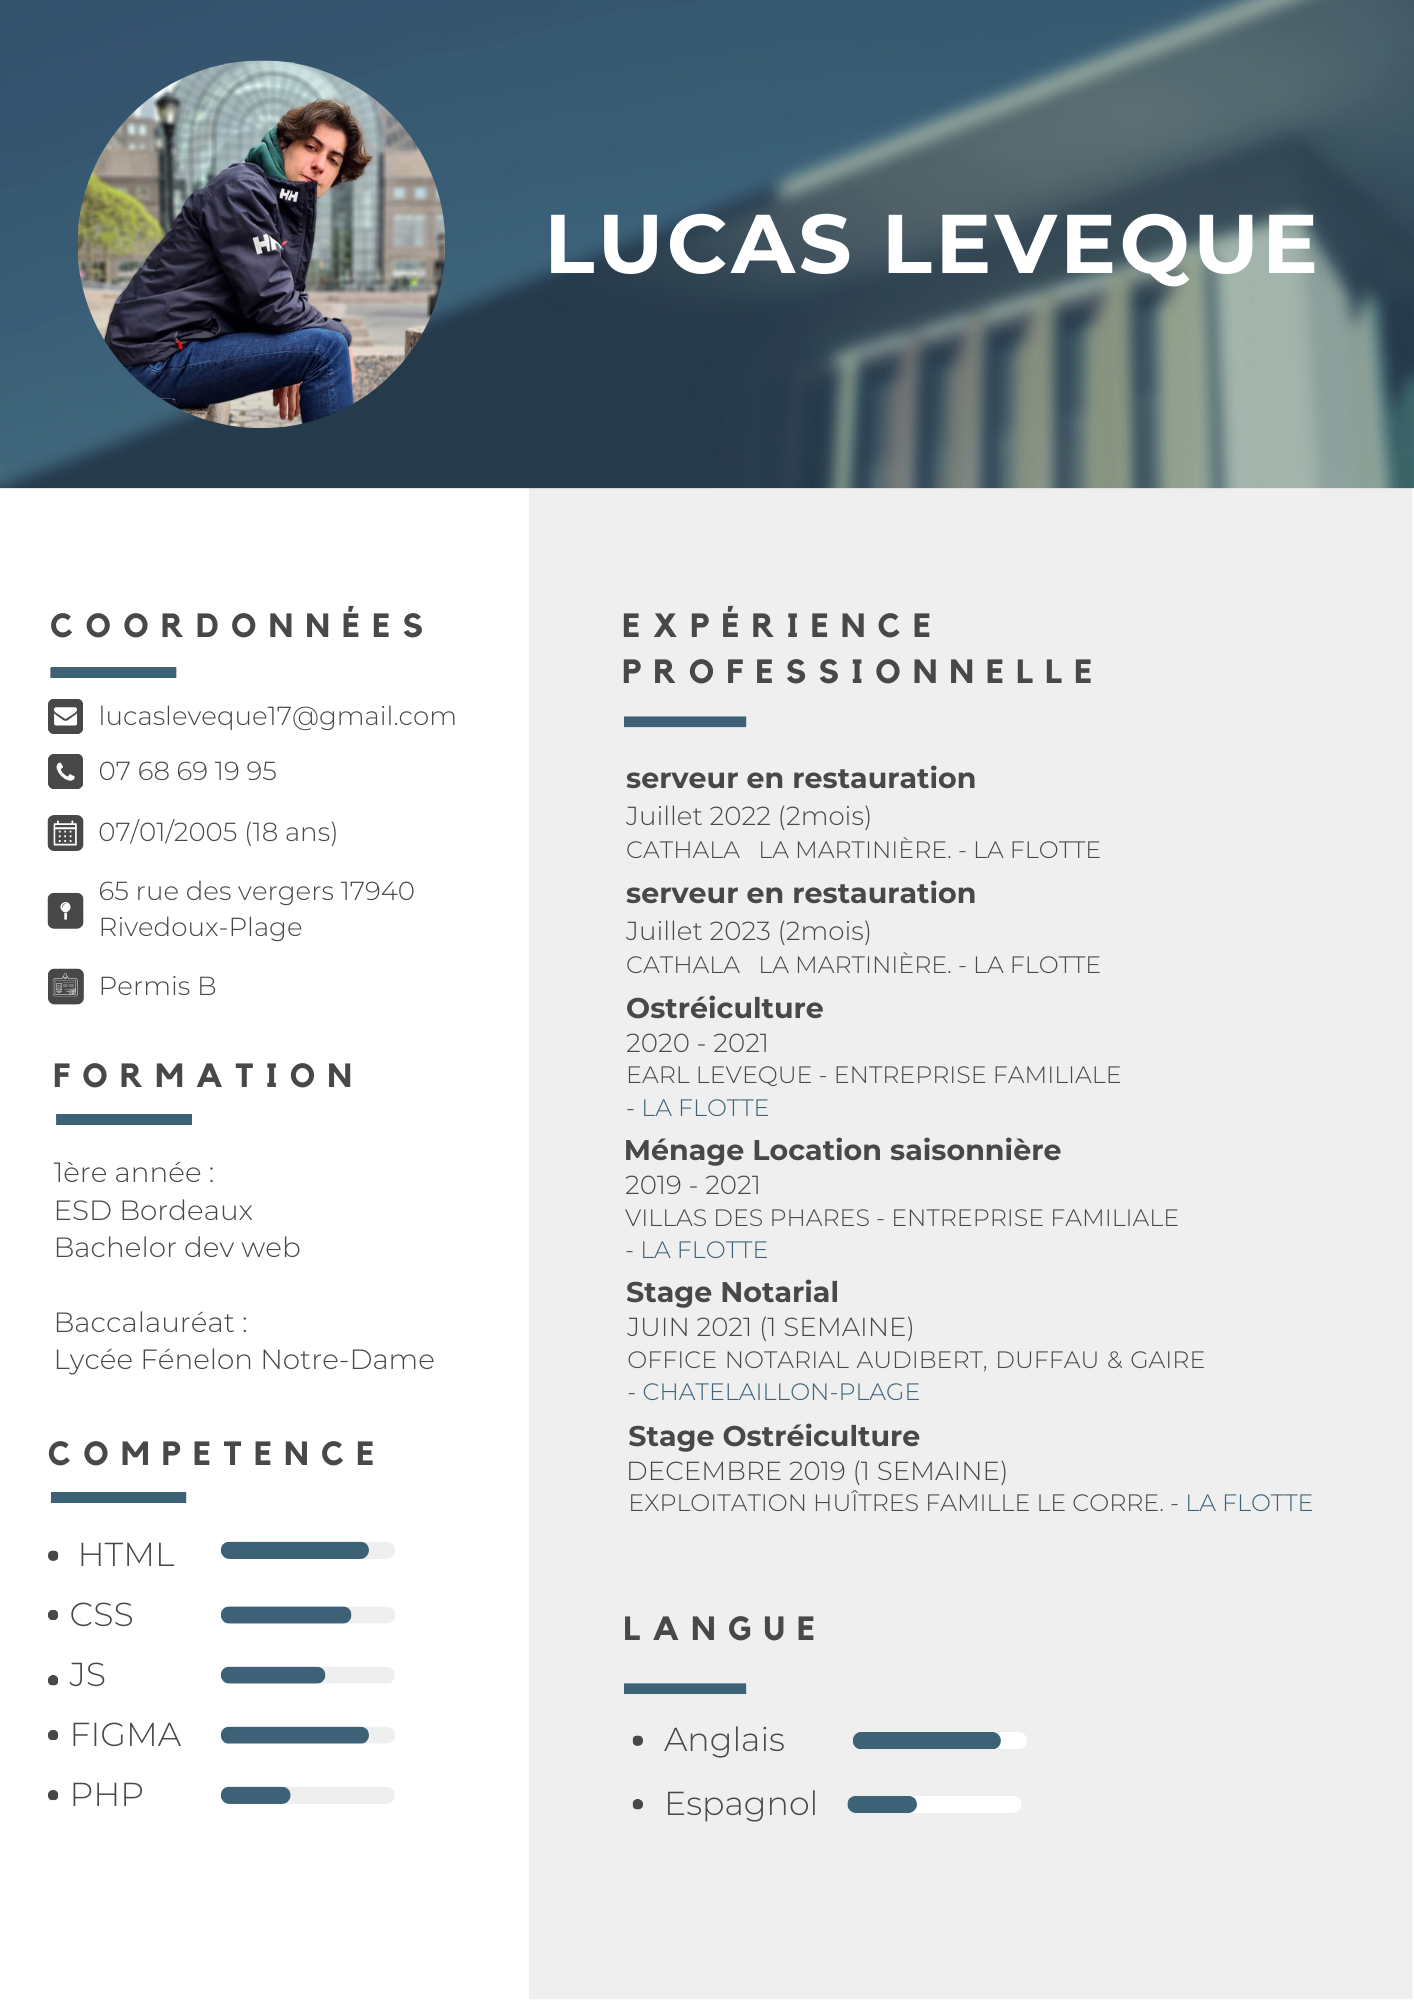 HH
HH
LUCAS LEVEQUE
COORDONNÉES
lucasleveque17@gmail.com
07 68 69 19 95
07/01/2005 (18 ans)
65 rue des vergers 17940
Rivedoux-Plage
Permis B
FORMATION
1ère année :
ESD Bordeaux
Bachelor dev web
Baccalauréat :
Lycée Fénelon Notre-Dame
COMPETENCE
• HTML
• CSS
• JS
• FIGMA
• PHP
EXPÉRIENCE
PROFESSIONNELLE
serveur en restauration
Juillet 2022 (2mois)
CATHALA LA MARTINIÈRE. - LA FLOTTE
serveur en restauration
Juillet 2023 (2mois)
CATHALA LA MARTINIÈRE. - LA FLOTTE
Ostréiculture
2020 - 2021
EARL LEVEQUE - ENTREPRISE FAMILIALE
- LA FLOTTE
Ménage Location saisonnière
2019 - 2021
VILLAS DES PHARES - ENTREPRISE FAMILIALE
- LA FLOTTE
Stage Notarial
JUIN 2021 (1 SEMAINE)
OFFICE NOTARIAL AUDIBERT, DUFFAU & GAIRE
- CHATELAILLON-PLAGE
Stage Ostréiculture
DECEMBRE 2019 (1 SEMAINE)
EXPLOITATION HUÎTRES FAMILLE LE CORRE. - LA FLOTTE
LANGUE
• Anglais
• Espagnol